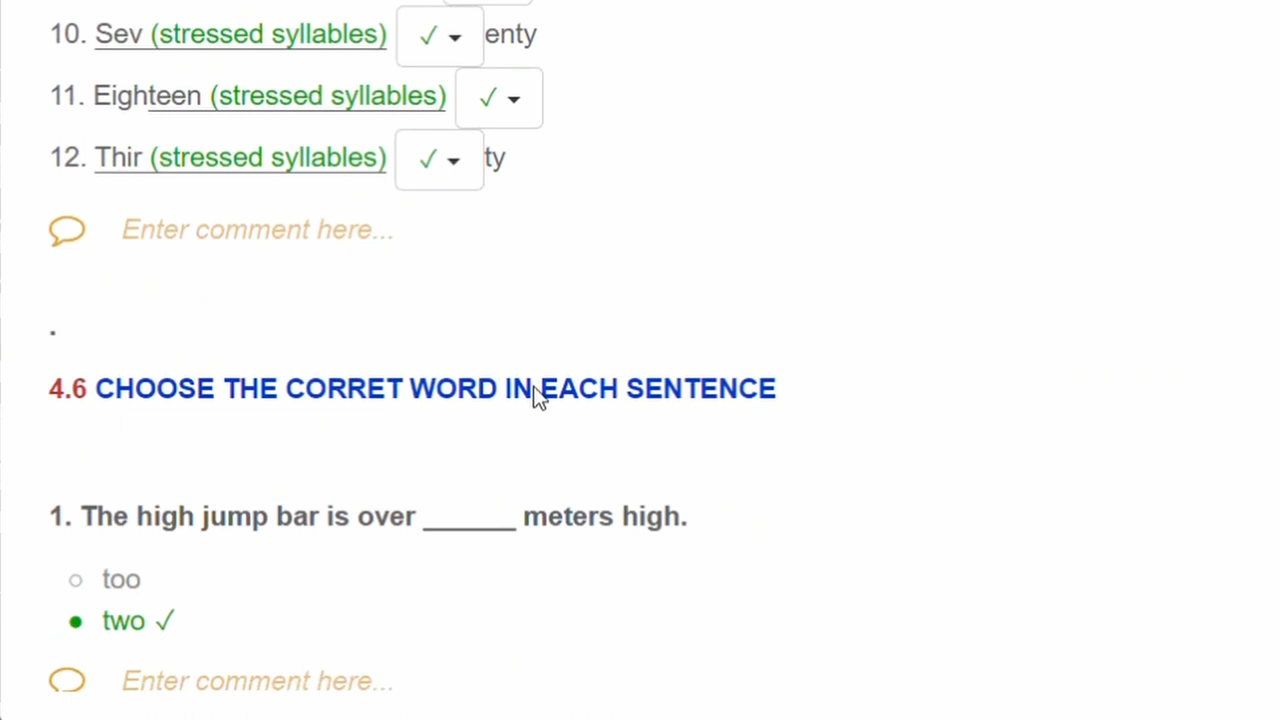 10. Sev (stressed syllables) ✓ enty
11. Eighteen (stressed syllables) ✓
12. Thir (stressed syllables) ✓ ty
Enter comment here...
.
4.6 CHOOSE THE CORRET WORD IN EACH SENTENCE
1. The high jump bar is over ______ meters high.
too
two ✓
Enter comment here...